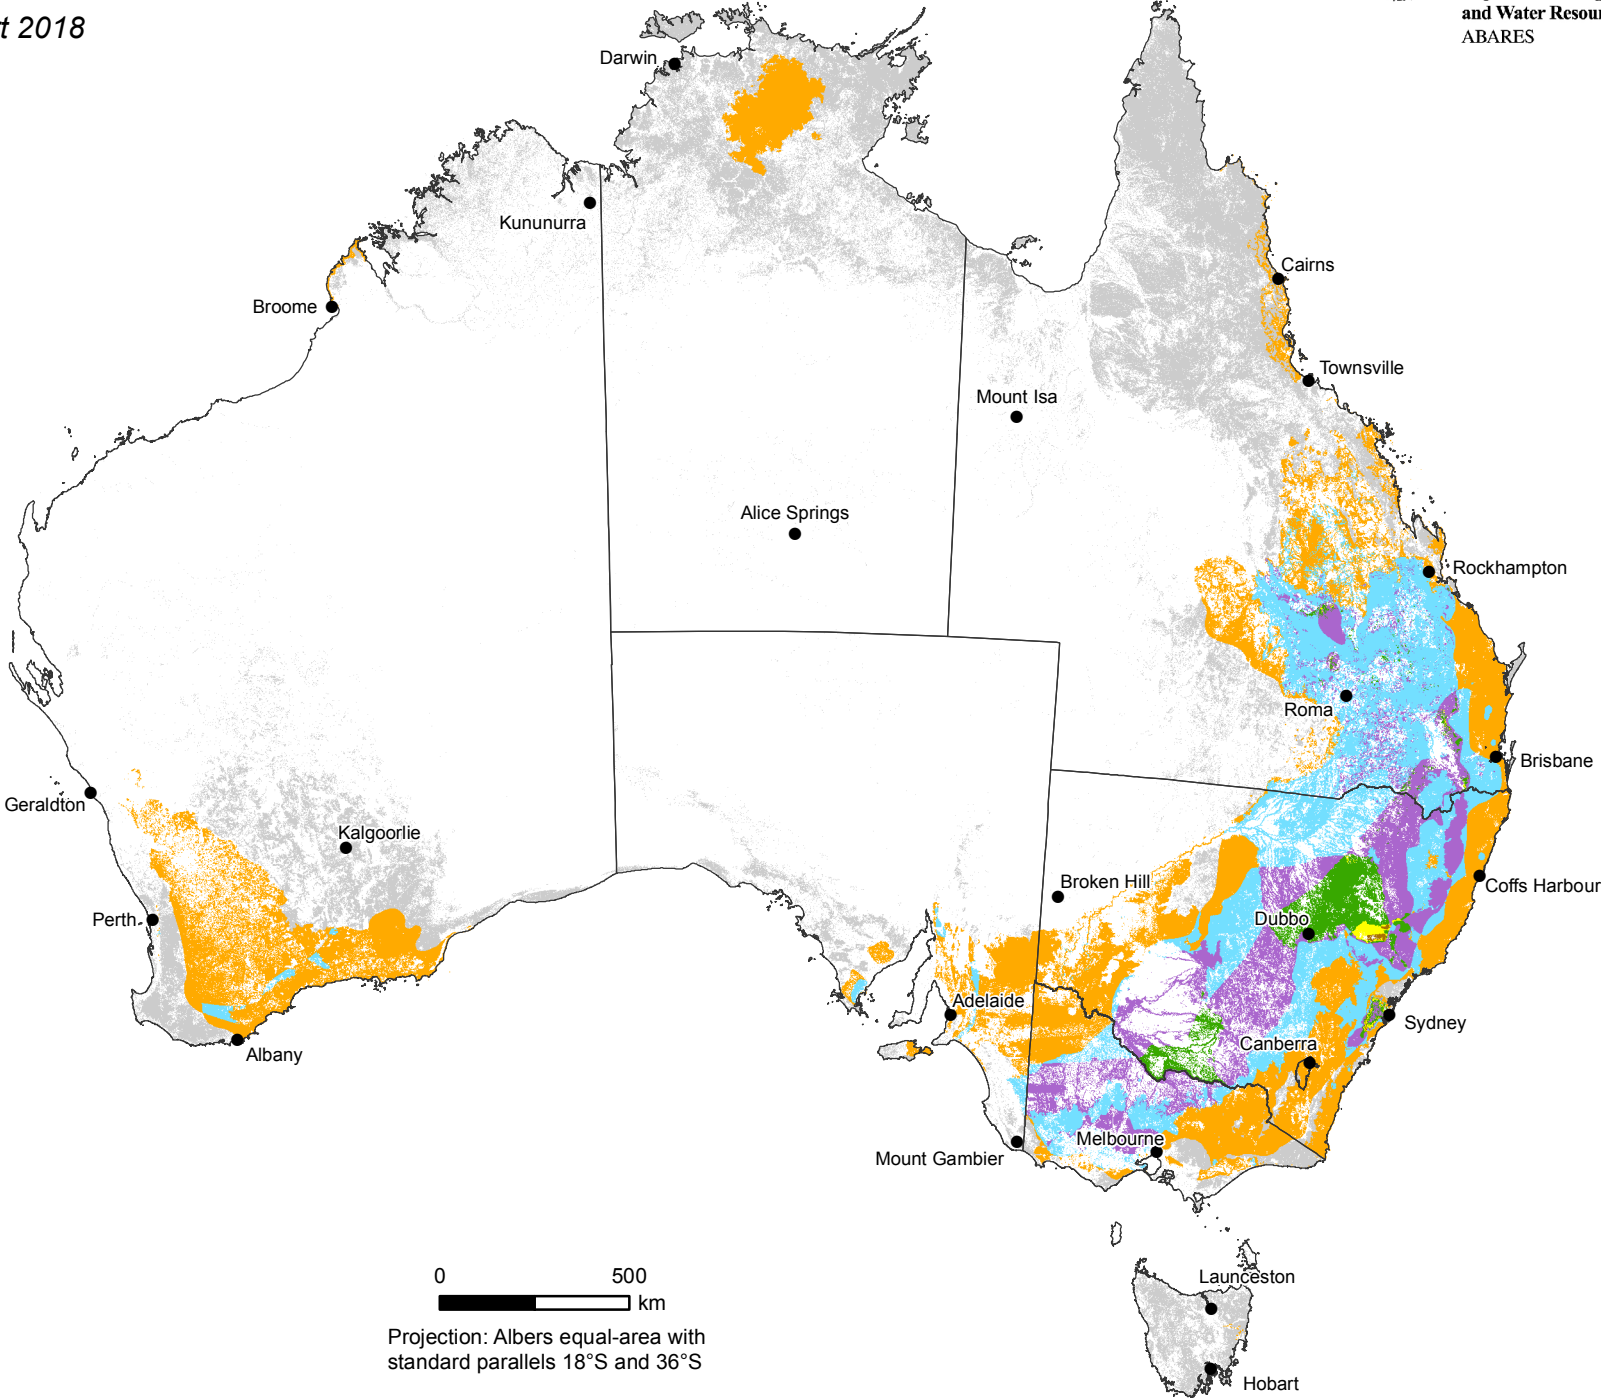 t 2018
and Water Resour
ABARES
Darwin
Kununurra
Cairns
Broome
Townsville
Mount Isa
Alice Springs
Rockhampton
Roma
Brisbane
Geraldton
Kalgoorlie
Broken Hill
Coffs Harbour
Perth
Dubbo
Adelaide
Sydney
Canberra
Albany
Melbourne
Mount Gambier
0 500
km
Launceston
Projection: Albers equal-area with
standard parallels 18°S and 36°S
Hobart